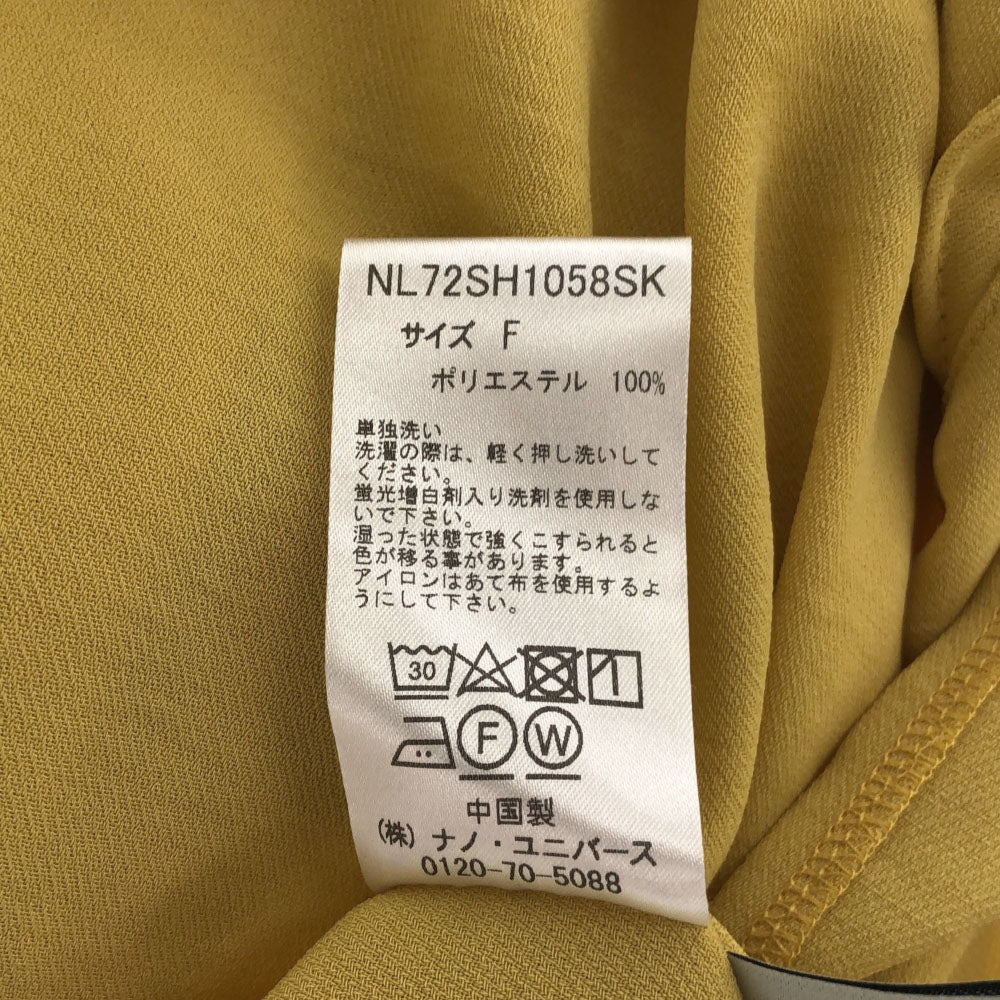 NL72SH1058SK
サイズ F
ポリエステル 100%
単独洗い
洗濯の際は、軽く押し洗いして
ください。
蛍光増白剤入り洗剤を使用しな
いで下さい。
湿った状態で強くこすられると
色が移る事があります。
アイロンはあて布を使用するよ
うにして下さい。
30
F W
中国製
(株) ナノ・ユニバース
0120-70-5088